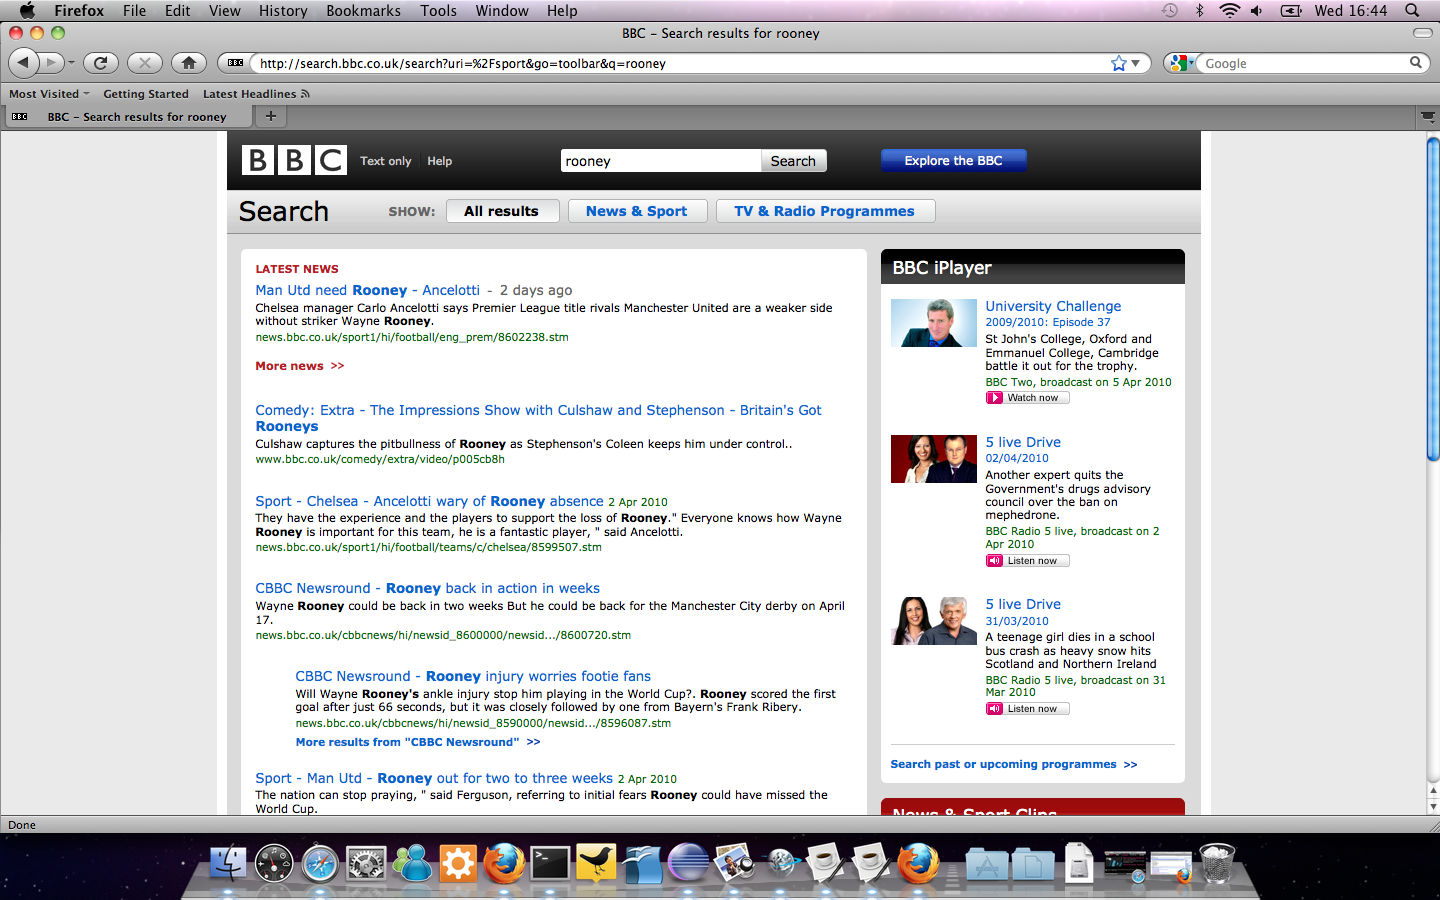 Firefox File Edit View History Bookmarks Tools Window Help Wed 16:44
BBC – Search results for rooney
BBC http://search.bbc.co.uk/search?uri=%2Fsport&go=toolbar&q=rooney Google
Most Visited Getting Started Latest Headlines
BBC BBC – Search results for rooney +
BBC Text only Help rooney Search Explore the BBC
Search SHOW: All results News & Sport TV & Radio Programmes
LATEST NEWS
Man Utd need Rooney - Ancelotti - 2 days ago
Chelsea manager Carlo Ancelotti says Premier League title rivals Manchester United are a weaker side
without striker Wayne Rooney.
news.bbc.co.uk/sport1/hi/football/eng_prem/8602238.stm
More news >>
Comedy: Extra - The Impressions Show with Culshaw and Stephenson - Britain's Got
Rooneys
Culshaw captures the pitbullness of Rooney as Stephenson's Coleen keeps him under control..
www.bbc.co.uk/comedy/extra/video/p005cb8h
Sport - Chelsea - Ancelotti wary of Rooney absence 2 Apr 2010
They have the experience and the players to support the loss of Rooney." Everyone knows how Wayne
Rooney is important for this team, he is a fantastic player, " said Ancelotti.
news.bbc.co.uk/sport1/hi/football/teams/c/chelsea/8599507.stm
CBBC Newsround - Rooney back in action in weeks
Wayne Rooney could be back in two weeks But he could be back for the Manchester City derby on April
17.
news.bbc.co.uk/cbbcnews/hi/newsid_8600000/newsid.../8600720.stm
CBBC Newsround - Rooney injury worries footie fans
Will Wayne Rooney's ankle injury stop him playing in the World Cup?. Rooney scored the first
goal after just 66 seconds, but it was closely followed by one from Bayern's Frank Ribery.
news.bbc.co.uk/cbbcnews/hi/newsid_8590000/newsid.../8596087.stm
More results from "CBBC Newsround" >>
Sport - Man Utd - Rooney out for two to three weeks 2 Apr 2010
The nation can stop praying, " said Ferguson, referring to initial fears Rooney could have missed the
World Cup.
BBC iPlayer
University Challenge
2009/2010: Episode 37
St John's College, Oxford and
Emmanuel College, Cambridge
battle it out for the trophy.
BBC Two, broadcast on 5 Apr 2010
Watch now
5 live Drive
02/04/2010
Another expert quits the
Government's drugs advisory
council over the ban on
mephedrone.
BBC Radio 5 live, broadcast on 2
Apr 2010
Listen now
5 live Drive
31/03/2010
A teenage girl dies in a school
bus crash as heavy snow hits
Scotland and Northern Ireland
BBC Radio 5 live, broadcast on 31
Mar 2010
Listen now
Search past or upcoming programmes >>
News & Sport Clips
Done